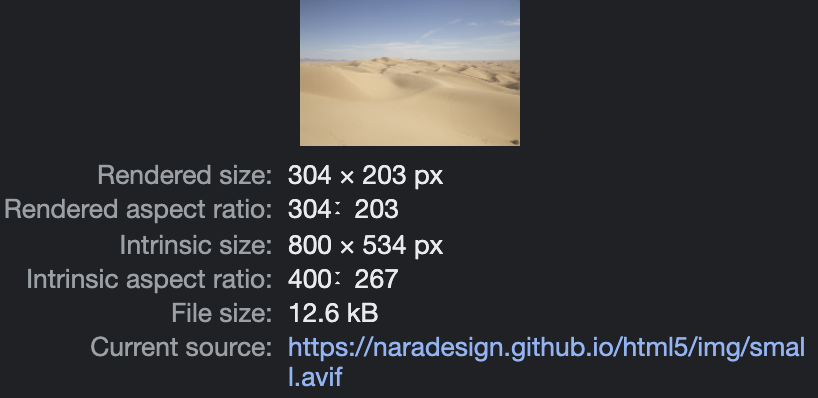 Rendered size: 304 × 203 px
Rendered aspect ratio: 304∶203
Intrinsic size: 800 × 534 px
Intrinsic aspect ratio: 400∶267
File size: 12.6 kB
Current source: https://naradesign.github.io/html5/img/smal
l.avif